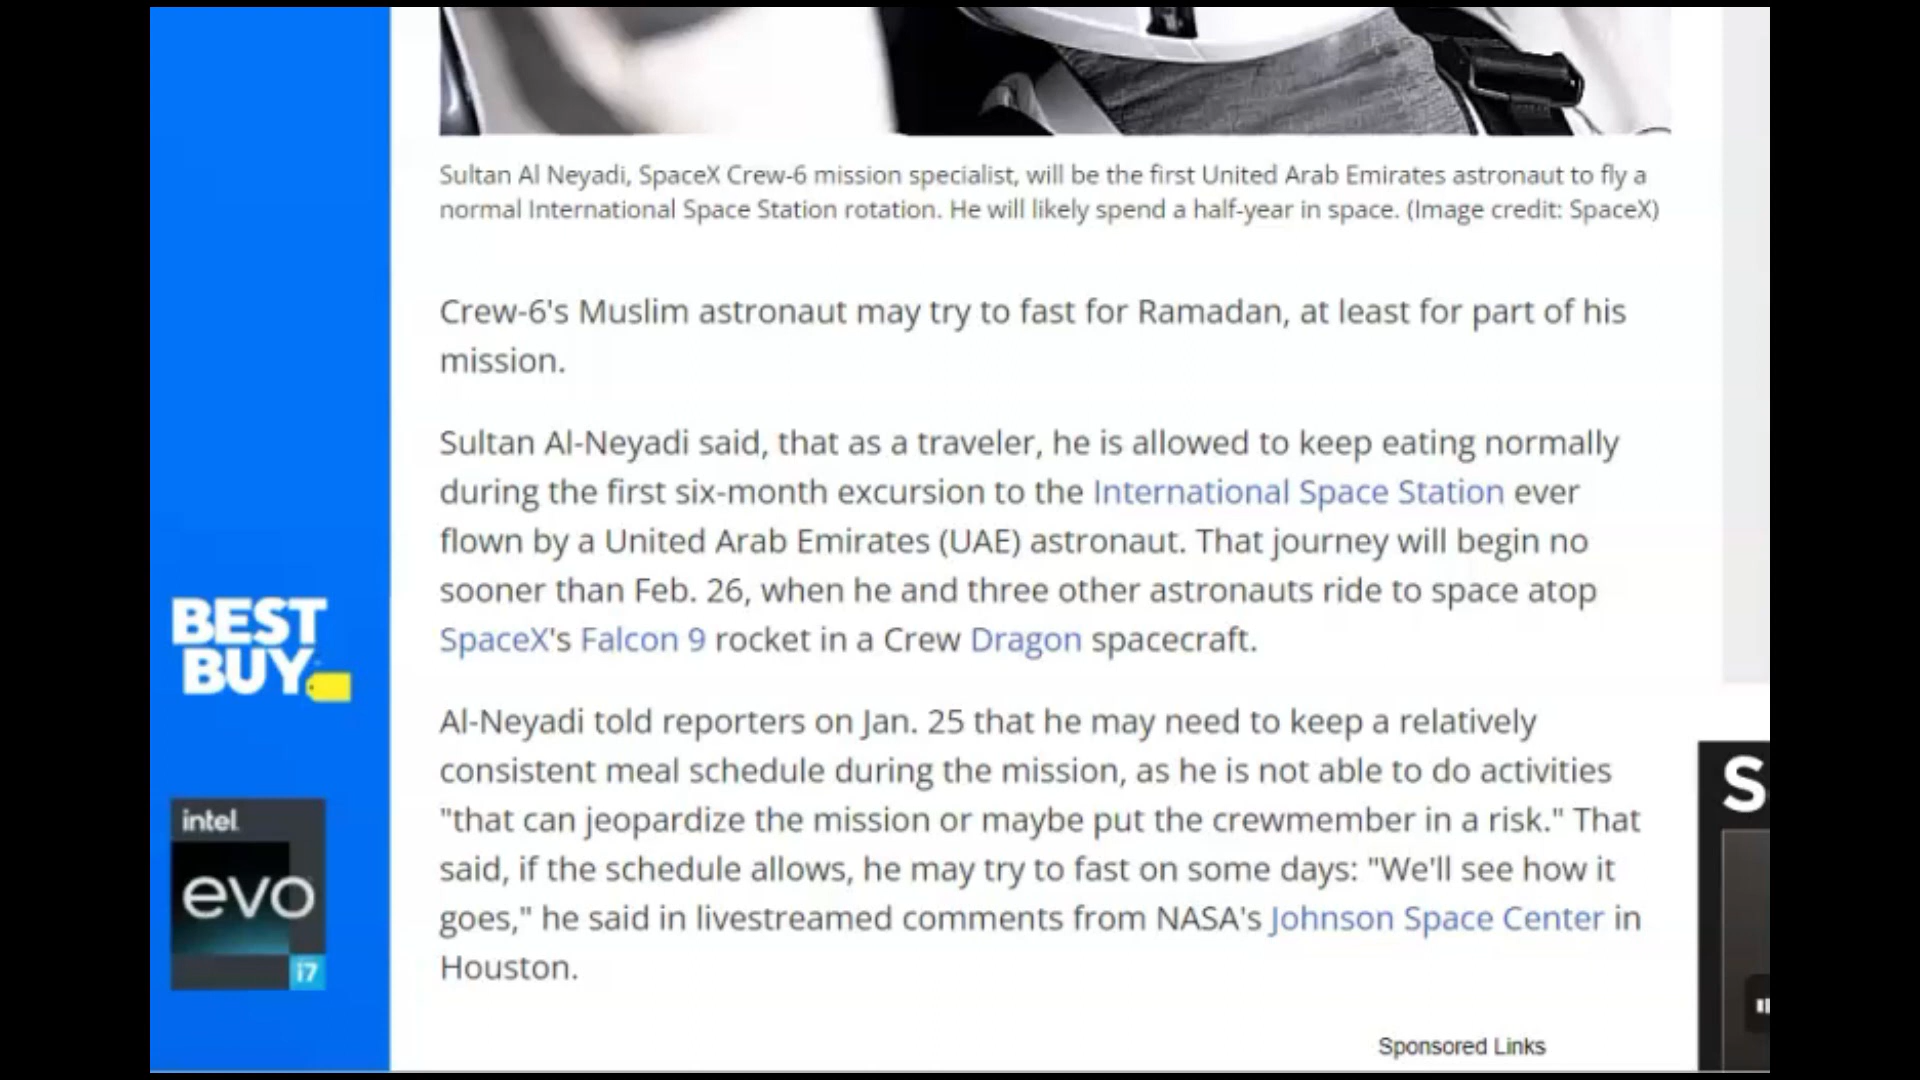 Sultan Al Neyadi, SpaceX Crew-6 mission specialist, will be the first United Arab Emirates astronaut to fly a
normal International Space Station rotation. He will likely spend a half-year in space. (Image credit: SpaceX)
Crew-6's Muslim astronaut may try to fast for Ramadan, at least for part of his
mission.
Sultan Al-Neyadi said, that as a traveler, he is allowed to keep eating normally
during the first six-month excursion to the International Space Station ever
flown by a United Arab Emirates (UAE) astronaut. That journey will begin no
sooner than Feb. 26, when he and three other astronauts ride to space atop
SpaceX's Falcon 9 rocket in a Crew Dragon spacecraft.
Al-Neyadi told reporters on Jan. 25 that he may need to keep a relatively
consistent meal schedule during the mission, as he is not able to do activities
"that can jeopardize the mission or maybe put the crewmember in a risk." That
said, if the schedule allows, he may try to fast on some days: "We'll see how it
goes," he said in livestreamed comments from NASA's Johnson Space Center in
Houston.
Sponsored Links
BEST
BUY
intel
evo
i7
S